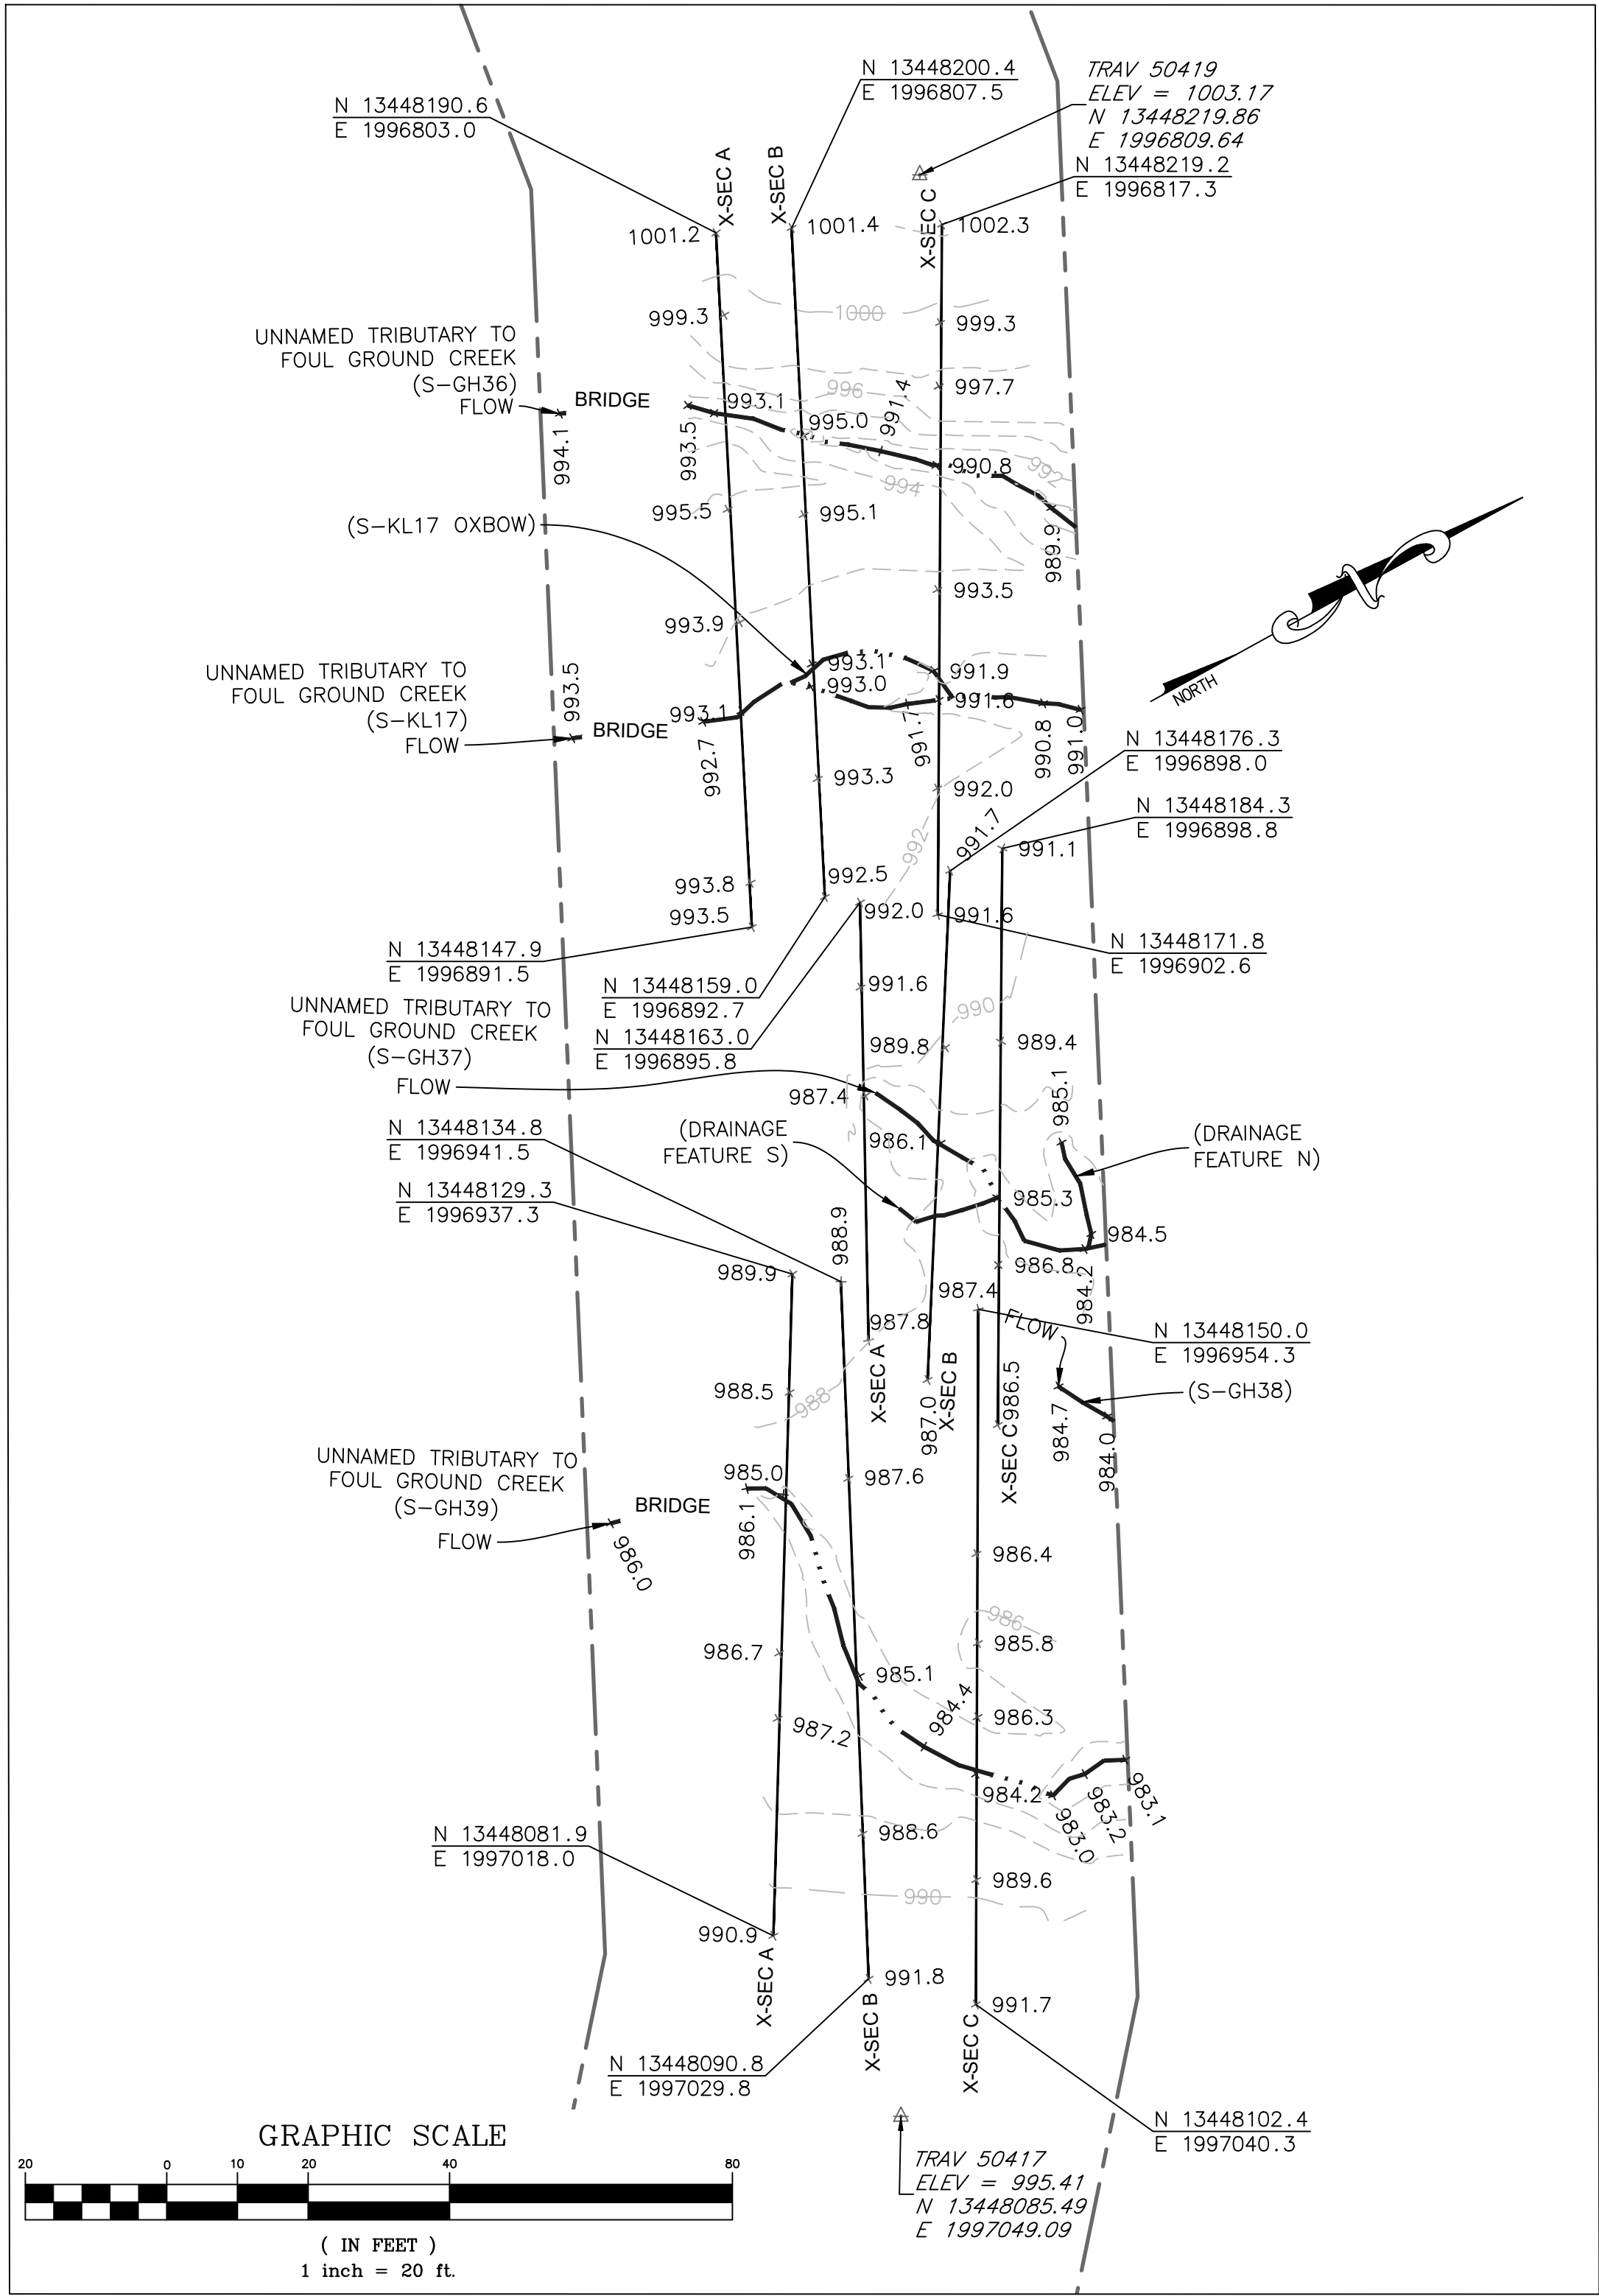 N 13448200.4
E 1996807.5
TRAV 50419
ELEV = 1003.17
N 13448219.86
E 1996809.64
N 13448190.6
E 1996803.0
N 13448219.2
E 1996817.3
X-SEC A
X-SEC B
X-SEC C
1001.2
1001.4
1002.3
999.3
1000
999.3
UNNAMED TRIBUTARY TO
FOUL GROUND CREEK
(S-GH36)
FLOW
BRIDGE
994.1
993.5
993.1
996
995.0
991.4
997.7
990.8
992
994
989.9
995.5
995.1
(S-KL17 OXBOW)
993.5
993.9
NORTH
UNNAMED TRIBUTARY TO
FOUL GROUND CREEK
(S-KL17)
FLOW
993.5
BRIDGE
993.1
992.7
993.1
993.0
991.9
991.8
991.7
990.8
991.0
993.3
992.0
992
N 13448176.3
E 1996898.0
N 13448184.3
E 1996898.8
991.7
991.1
993.8
993.5
992.5
992.0
991.6
N 13448147.9
E 1996891.5
N 13448159.0
E 1996892.7
N 13448163.0
E 1996895.8
N 13448171.8
E 1996902.6
991.6
990
989.8
989.4
UNNAMED TRIBUTARY TO
FOUL GROUND CREEK
(S-GH37)
FLOW
987.4
986.1
985.1
(DRAINAGE
FEATURE S)
(DRAINAGE
FEATURE N)
N 13448134.8
E 1996941.5
N 13448129.3
E 1996937.3
985.3
984.5
984.2
986.8
988.9
989.9
987.4
987.8
FLOW
N 13448150.0
E 1996954.3
X-SEC A
X-SEC B
987.0
986.5
X-SEC C
(S-GH38)
984.7
984.0
988.5
988
UNNAMED TRIBUTARY TO
FOUL GROUND CREEK
(S-GH39)
FLOW
BRIDGE
986.0
985.0
986.1
987.6
986.4
986
985.8
986.7
985.1
984.4
986.3
987.2
984.2
983.0
983.2
983.1
988.6
989.6
990
N 13448081.9
E 1997018.0
990.9
X-SEC A
991.8
X-SEC B
991.7
X-SEC C
N 13448090.8
E 1997029.8
N 13448102.4
E 1997040.3
TRAV 50417
ELEV = 995.41
N 13448085.49
E 1997049.09
GRAPHIC SCALE
20 0 10 20 40 80
( IN FEET )
1 inch = 20 ft.